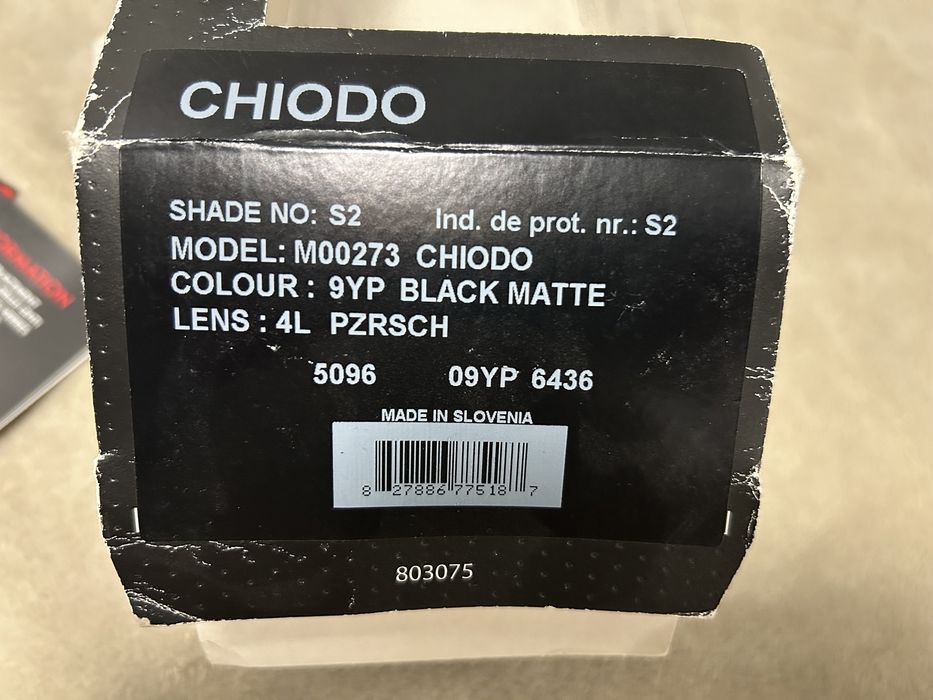 CHIODO
SHADE NO: S2 Ind. de prot. nr.: S2
MODEL: M00273 CHIODO
COLOUR : 9YP BLACK MATTE
LENS : 4L PZRSCH
5096 09YP 6436
MADE IN SLOVENIA
8 27886 77518 7
803075